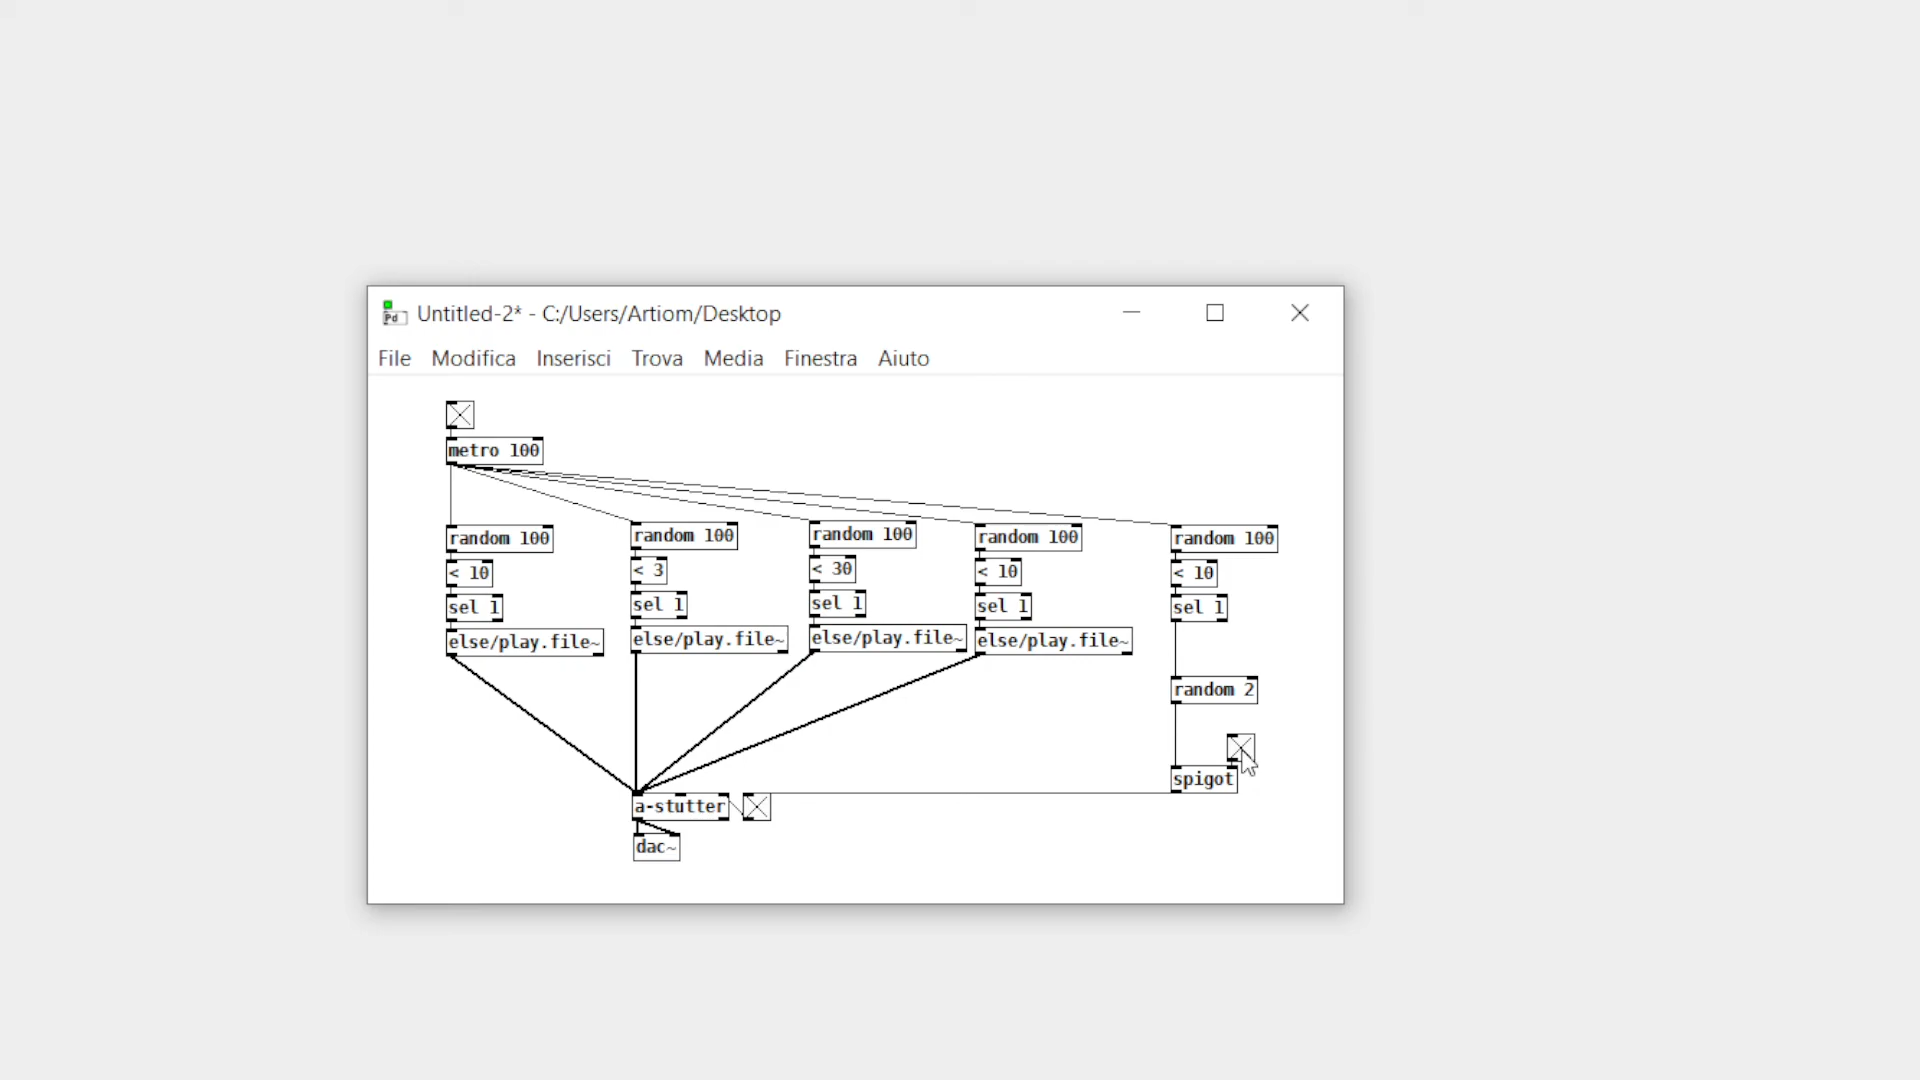 Untitled-2* - C:/Users/Artiom/Desktop
File Modifica Inserisci Trova Media Finestra Aiuto
metro 100
random 100 random 100 random 100 random 100 random 100
< 10 < 3 < 30 < 10 < 10
sel 1 sel 1 sel 1 sel 1 sel 1
else/play.file~ else/play.file~ else/play.file~ else/play.file~
random 2
spigot
a-stutter
dac~
Pd